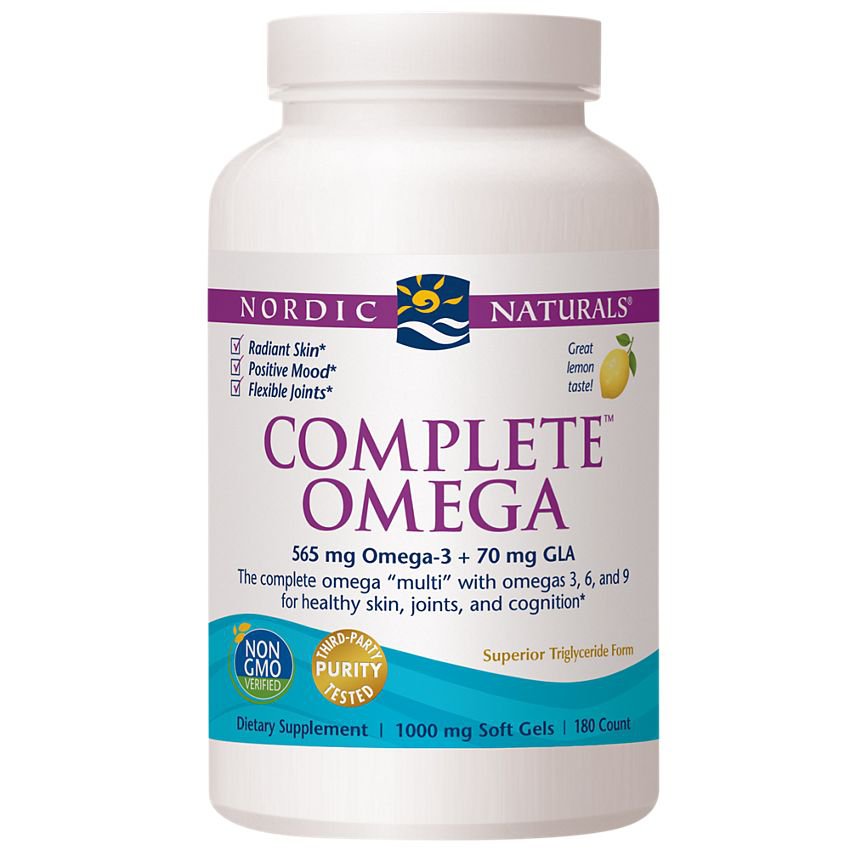 NORDIC NATURALS®
Radiant Skin*
Positive Mood*
Flexible Joints*
Great
lemon
taste!
COMPLETE™
OMEGA
565 mg Omega-3 + 70 mg GLA
The complete omega “multi” with omegas 3, 6, and 9
for healthy skin, joints, and cognition*
NON
GMO
VERIFIED
THIRD-PARTY
PURITY
TESTED
Superior Triglyceride Form
Dietary Supplement | 1000 mg Soft Gels | 180 Count